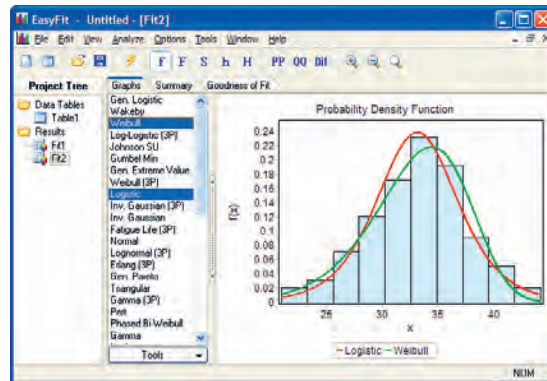 EasyFit - Untitled - [Fit2]
File Edit View Analyze Options Tools Window Help
f F S h H PP QQ Dif
Project Tree
Data Tables
Table1
Results
Fit1
Fit2
Graphs Summary Goodness of Fit
Gen. Logistic
Wakeby
Weibull
Log-Logistic (3P)
Johnson SU
Gumbel Min
Gen. Extreme Value
Weibull (3P)
Logistic
Inv. Gaussian (3P)
Inv. Gaussian
Fatigue Life (3P)
Normal
Lognormal (3P)
Erlang (3P)
Gen. Pareto
Triangular
Gamma (3P)
Pert
Phased Bi-Weibull
Gamma
Tools
Probability Density Function
f(x)
0.24
0.22
0.2
0.18
0.16
0.14
0.12
0.1
0.08
0.06
0.04
0.02
0
25 30 35 40
x
Logistic Weibull
NUM